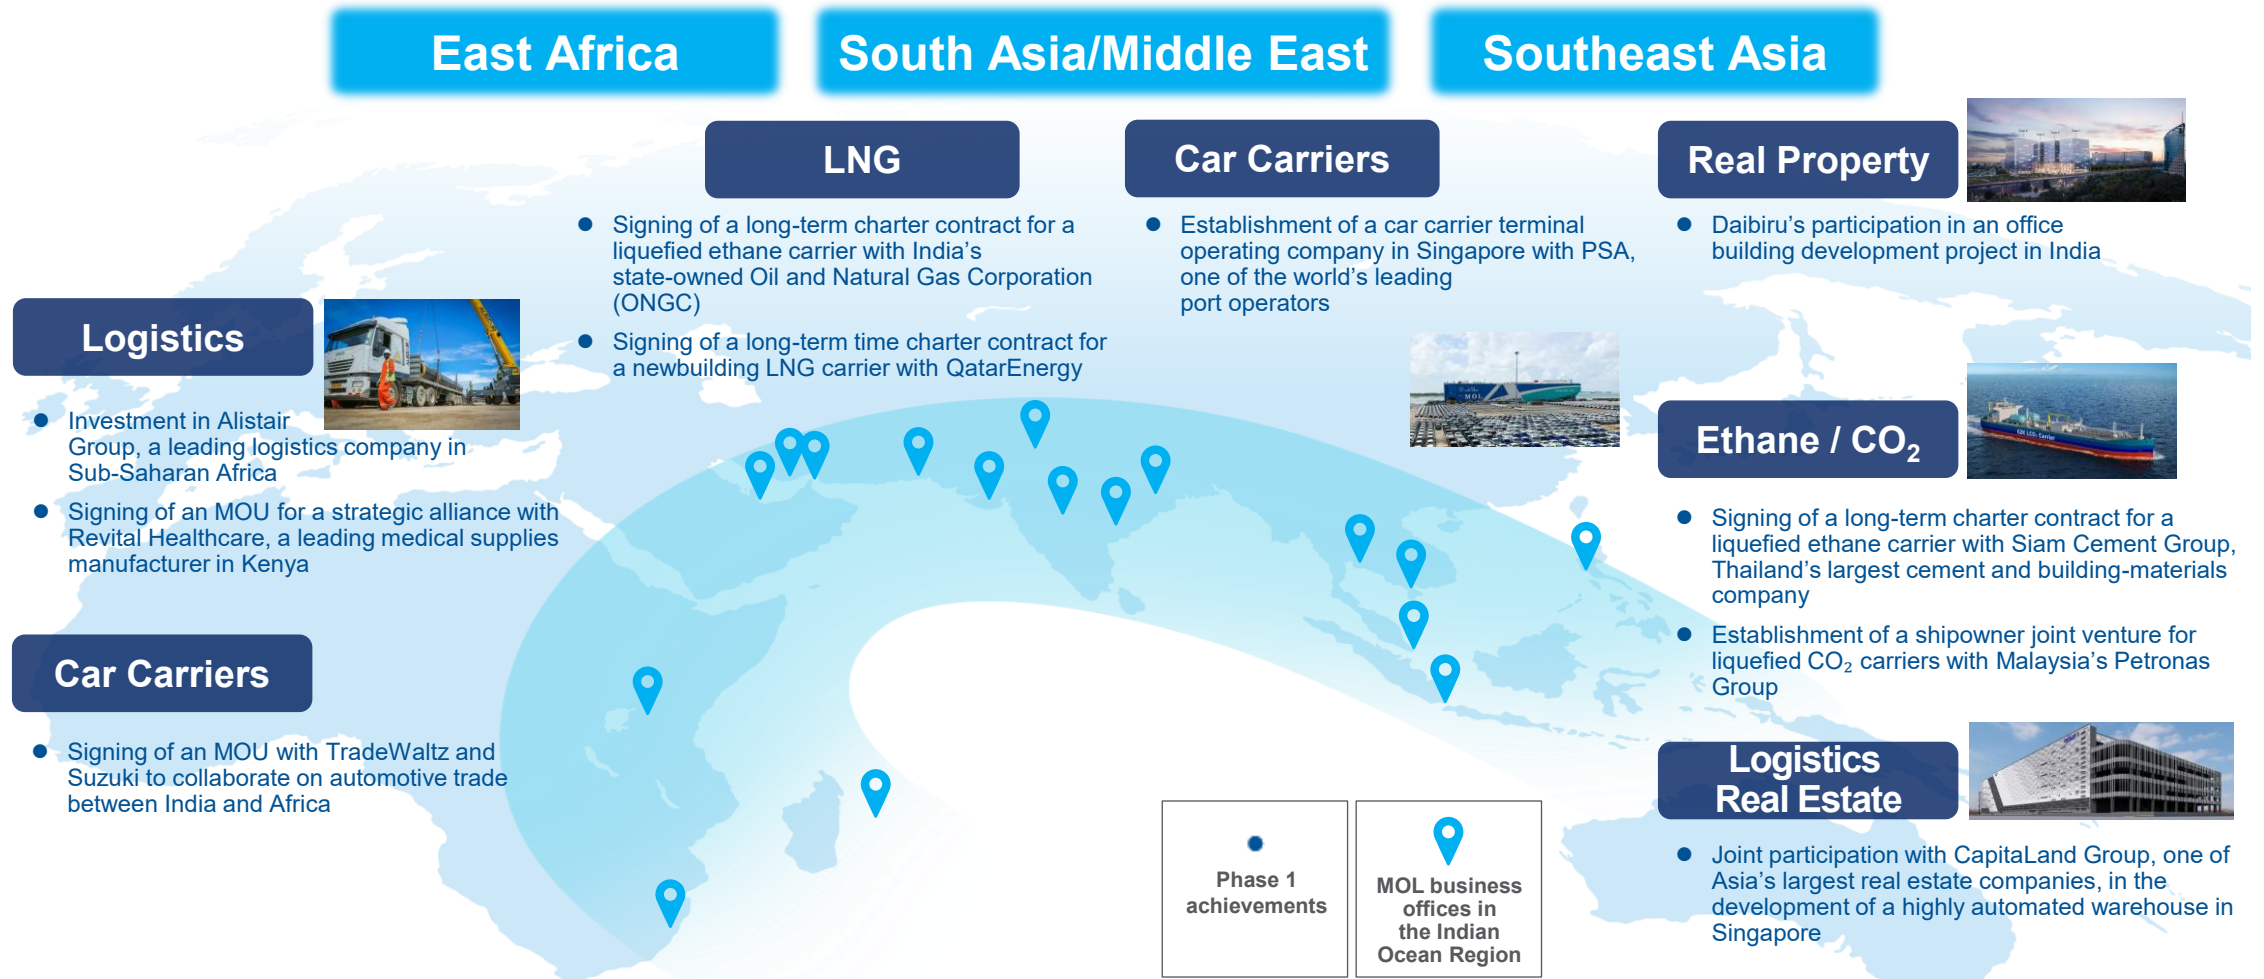 East Africa
South Asia/Middle East
Southeast Asia
LNG
Signing of a long-term charter contract for a
liquefied ethane carrier with India's
state-owned Oil and Natural Gas Corporation
(ONGC)
Signing of a long-term time charter contract for
a newbuilding LNG carrier with QatarEnergy
Car Carriers
Establishment of a car carrier terminal
operating company in Singapore with PSA,
one of the world's leading
port operators
MOL
Real Property
Daibiru's participation in an office
building development project in India
Logistics
Investment in Alistair
Group, a leading logistics company in
Sub-Saharan Africa
Signing of an MOU for a strategic alliance with
Revital Healthcare, a leading medical supplies
manufacturer in Kenya
Car Carriers
Signing of an MOU with TradeWaltz and
Suzuki to collaborate on automotive trade
between India and Africa
Ethane / CO₂
Signing of a long-term charter contract for a
liquefied ethane carrier with Siam Cement Group,
Thailand's largest cement and building-materials
company
Establishment of a shipowner joint venture for
liquefied CO₂ carriers with Malaysia's Petronas
Group
Logistics
Real Estate
Joint participation with CapitaLand Group, one of
Asia's largest real estate companies, in the
development of a highly automated warehouse in
Singapore
Phase 1
achievements
MOL business
offices in
the Indian
Ocean Region